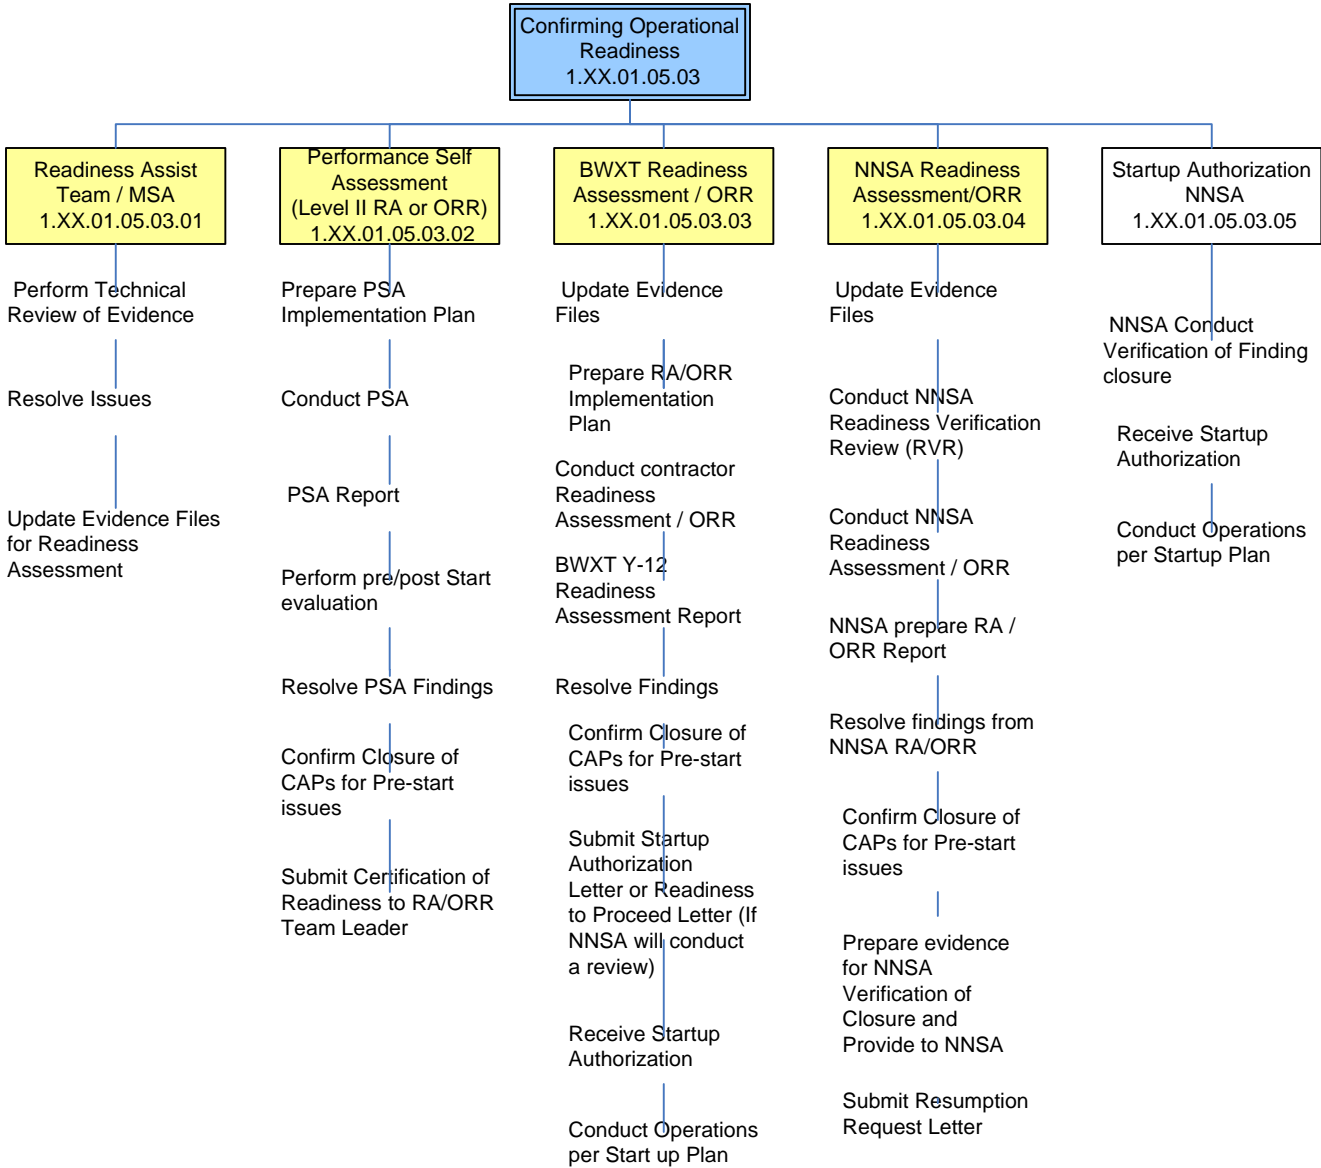 Confirming Operational
Readiness
1.XX.01.05.03
Readiness Assist
Team / MSA
1.XX.01.05.03.01
Perform Technical
Review of Evidence
Resolve Issues
Update Evidence Files
for Readiness
Assessment
Performance Self
Assessment
(Level II RA or ORR)
1.XX.01.05.03.02
Prepare PSA
Implementation Plan
Conduct PSA
PSA Report
Perform pre/post Start
evaluation
Resolve PSA Findings
Confirm Closure of
CAPs for Pre-start
issues
Submit Certification of
Readiness to RA/ORR
Team Leader
BWXT Readiness
Assessment / ORR
1.XX.01.05.03.03
Update Evidence
Files
Prepare RA/ORR
Implementation
Plan
Conduct contractor
Readiness
Assessment / ORR
BWXT Y-12
Readiness
Assessment Report
Resolve Findings
Confirm Closure of
CAPs for Pre-start
issues
Submit Startup
Authorization
Letter or Readiness
to Proceed Letter (If
NNSA will conduct
a review)
Receive Startup
Authorization
Conduct Operations
per Start up Plan
NNSA Readiness
Assessment/ORR
1.XX.01.05.03.04
Update Evidence
Files
Conduct NNSA
Readiness Verification
Review (RVR)
Conduct NNSA
Readiness
Assessment / ORR
NNSA prepare RA /
ORR Report
Resolve findings from
NNSA RA/ORR
Confirm Closure of
CAPs for Pre-start
issues
Prepare evidence
for NNSA
Verification of
Closure and
Provide to NNSA
Submit Resumption
Request Letter
Startup Authorization
NNSA
1.XX.01.05.03.05
NNSA Conduct
Verification of Finding
closure
Receive Startup
Authorization
Conduct Operations
per Startup Plan